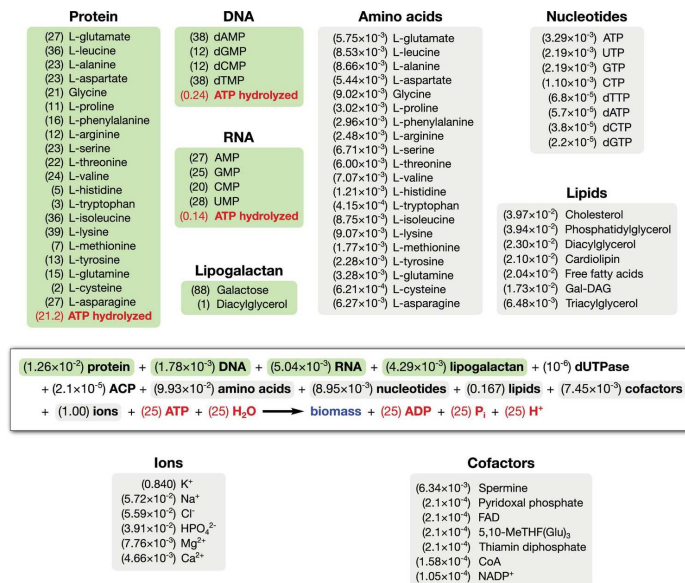 Protein
(27) L-glutamate
(36) L-leucine
(23) L-alanine
(23) L-aspartate
(21) Glycine
(11) L-proline
(16) L-phenylalanine
(12) L-arginine
(23) L-serine
(22) L-threonine
(24) L-valine
(5) L-histidine
(3) L-tryptophan
(36) L-isoleucine
(39) L-lysine
(7) L-methionine
(13) L-tyrosine
(15) L-glutamine
(2) L-cysteine
(27) L-asparagine
(21.2) ATP hydrolyzed
DNA
(38) dAMP
(12) dGMP
(12) dCMP
(38) dTMP
(0.24) ATP hydrolyzed
RNA
(27) AMP
(25) GMP
(20) CMP
(28) UMP
(0.14) ATP hydrolyzed
Lipogalactan
(88) Galactose
(1) Diacylglycerol
Amino acids
(5.75×10⁻³) L-glutamate
(8.53×10⁻³) L-leucine
(8.66×10⁻³) L-alanine
(5.44×10⁻³) L-aspartate
(9.02×10⁻³) Glycine
(3.02×10⁻³) L-proline
(2.96×10⁻³) L-phenylalanine
(2.48×10⁻³) L-arginine
(6.71×10⁻³) L-serine
(6.00×10⁻³) L-threonine
(7.07×10⁻³) L-valine
(1.21×10⁻³) L-histidine
(4.15×10⁻⁴) L-tryptophan
(8.75×10⁻³) L-isoleucine
(9.07×10⁻³) L-lysine
(1.77×10⁻³) L-methionine
(2.28×10⁻³) L-tyrosine
(3.28×10⁻³) L-glutamine
(6.21×10⁻⁴) L-cysteine
(6.27×10⁻³) L-asparagine
Nucleotides
(3.29×10⁻³) ATP
(2.19×10⁻³) UTP
(2.19×10⁻³) GTP
(1.10×10⁻³) CTP
(6.8×10⁻⁵) dTTP
(5.7×10⁻⁵) dATP
(3.8×10⁻⁵) dCTP
(2.2×10⁻⁵) dGTP
Lipids
(3.97×10⁻²) Cholesterol
(3.94×10⁻²) Phosphatidylglycerol
(2.30×10⁻²) Diacylglycerol
(2.10×10⁻²) Cardiolipin
(2.04×10⁻²) Free fatty acids
(1.73×10⁻²) Gal-DAG
(6.48×10⁻³) Triacylglycerol
(1.26×10⁻²) protein + (1.78×10⁻³) DNA + (5.04×10⁻³) RNA + (4.29×10⁻³) lipogalactan + (10⁻⁶) dUTPase
+ (2.1×10⁻⁵) ACP + (9.93×10⁻²) amino acids + (8.95×10⁻³) nucleotides + (0.167) lipids + (7.45×10⁻³) cofactors
+ (1.00) ions + (25) ATP + (25) H₂O → biomass + (25) ADP + (25) Pᵢ + (25) H⁺
Ions
(0.840) K⁺
(5.72×10⁻²) Na⁺
(5.59×10⁻²) Cl⁻
(3.91×10⁻²) HPO₄²⁻
(7.76×10⁻³) Mg²⁺
(4.66×10⁻³) Ca²⁺
Cofactors
(6.34×10⁻³) Spermine
(2.1×10⁻⁴) Pyridoxal phosphate
(2.1×10⁻⁴) FAD
(2.1×10⁻⁴) 5,10-MeTHF(Glu)₃
(2.1×10⁻⁴) Thiamin diphosphate
(1.58×10⁻⁴) CoA
(1.05×10⁻⁴) NADP⁺